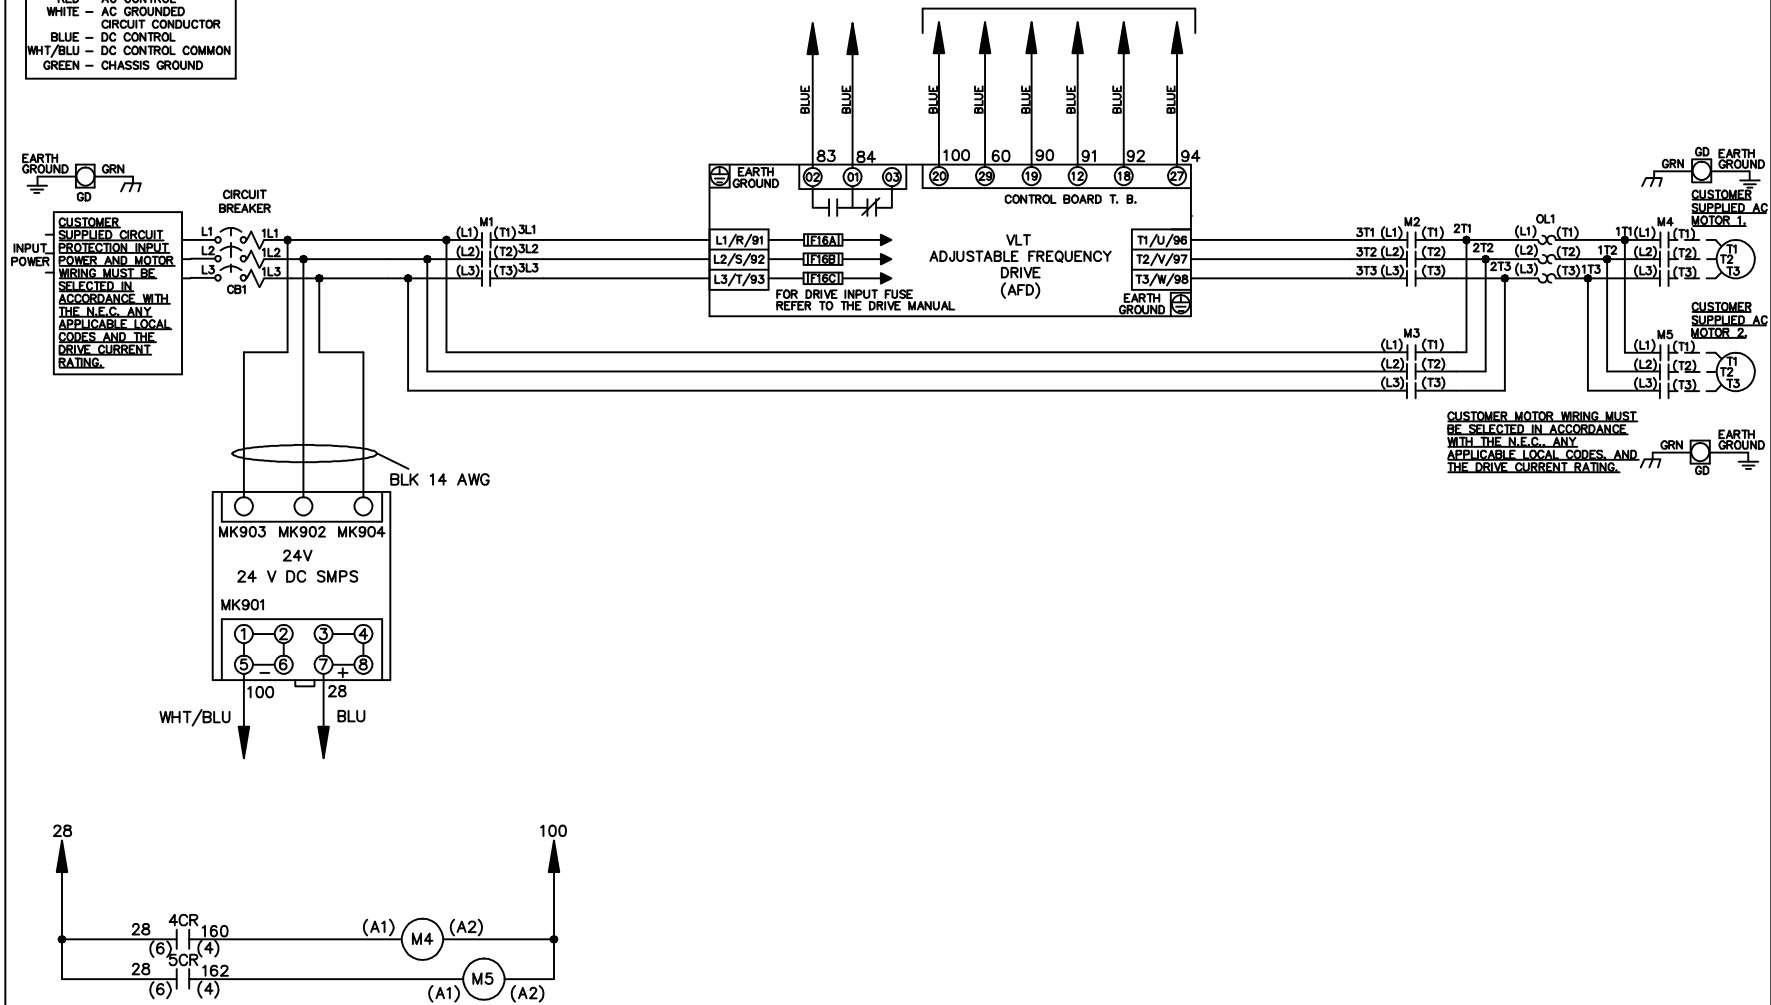 WHITE – AC GROUNDED
CIRCUIT CONDUCTOR
BLUE – DC CONTROL
WHT/BLU – DC CONTROL COMMON
GREEN – CHASSIS GROUND
BLUE
BLUE
BLUE
BLUE
BLUE
BLUE
BLUE
BLUE
83
84
100
60
90
91
92
94
EARTH
GROUND
02
01
03
20
29
19
12
18
27
CONTROL BOARD T. B.
EARTH
GROUND
GRN
GD
CUSTOMER
SUPPLIED CIRCUIT
PROTECTION INPUT
POWER AND MOTOR
WIRING MUST BE
SELECTED IN
ACCORDANCE WITH
THE N.E.C. ANY
APPLICABLE LOCAL
CODES AND THE
DRIVE CURRENT
RATING.
INPUT
POWER
CIRCUIT
BREAKER
L1
1L1
L2
1L2
L3
1L3
CB1
M1
(L1) (T1) 3L1
(L2) (T2) 3L2
(L3) (T3) 3L3
L1/R/91
L2/S/92
L3/T/93
F16A
F16B
F16C
FOR DRIVE INPUT FUSE
REFER TO THE DRIVE MANUAL
VLT
ADJUSTABLE FREQUENCY
DRIVE
(AFD)
T1/U/96
T2/V/97
T3/W/98
EARTH
GROUND
M2
3T1 (L1) (T1) 2T1
3T2 (L2) (T2) 2T2
3T3 (L3) (T3) 2T3
OL1
(L1) (T1) 1T1
(L2) (T2) 1T2
(L3) (T3) 1T3
M4
(L1) (T1)
(L2) (T2)
(L3) (T3)
T1
T2
T3
GD
GRN
EARTH
GROUND
CUSTOMER
SUPPLIED AC
MOTOR 1.
M3
(L1) (T1)
(L2) (T2)
(L3) (T3)
CUSTOMER
SUPPLIED AC
MOTOR 2.
M5
(L1) (T1)
(L2) (T2)
(L3) (T3)
T1
T2
T3
CUSTOMER MOTOR WIRING MUST
BE SELECTED IN ACCORDANCE
WITH THE N.E.C., ANY
APPLICABLE LOCAL CODES, AND
THE DRIVE CURRENT RATING.
GRN
GD
EARTH
GROUND
BLK 14 AWG
MK903 MK902 MK904
24V
24 V DC SMPS
MK901
1 2 3 4
5 – 6 7 + 8
100
28
WHT/BLU
BLU
28
100
4CR
28
160
(6) (4)
(A1) M4 (A2)
5CR
28
162
(6) (4)
(A1) M5 (A2)